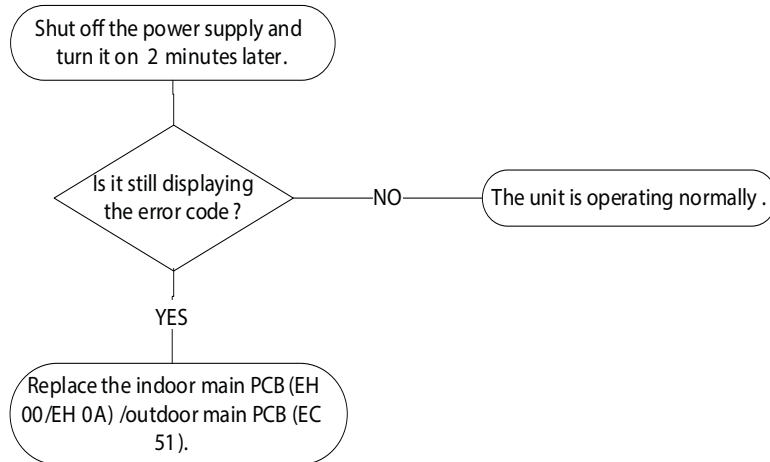 Shut off the power supply and
turn it on 2 minutes later.
Is it still displaying
the error code?
NO
The unit is operating normally.
YES
Replace the indoor main PCB (EH
00/EH 0A) /outdoor main PCB (EC
51).